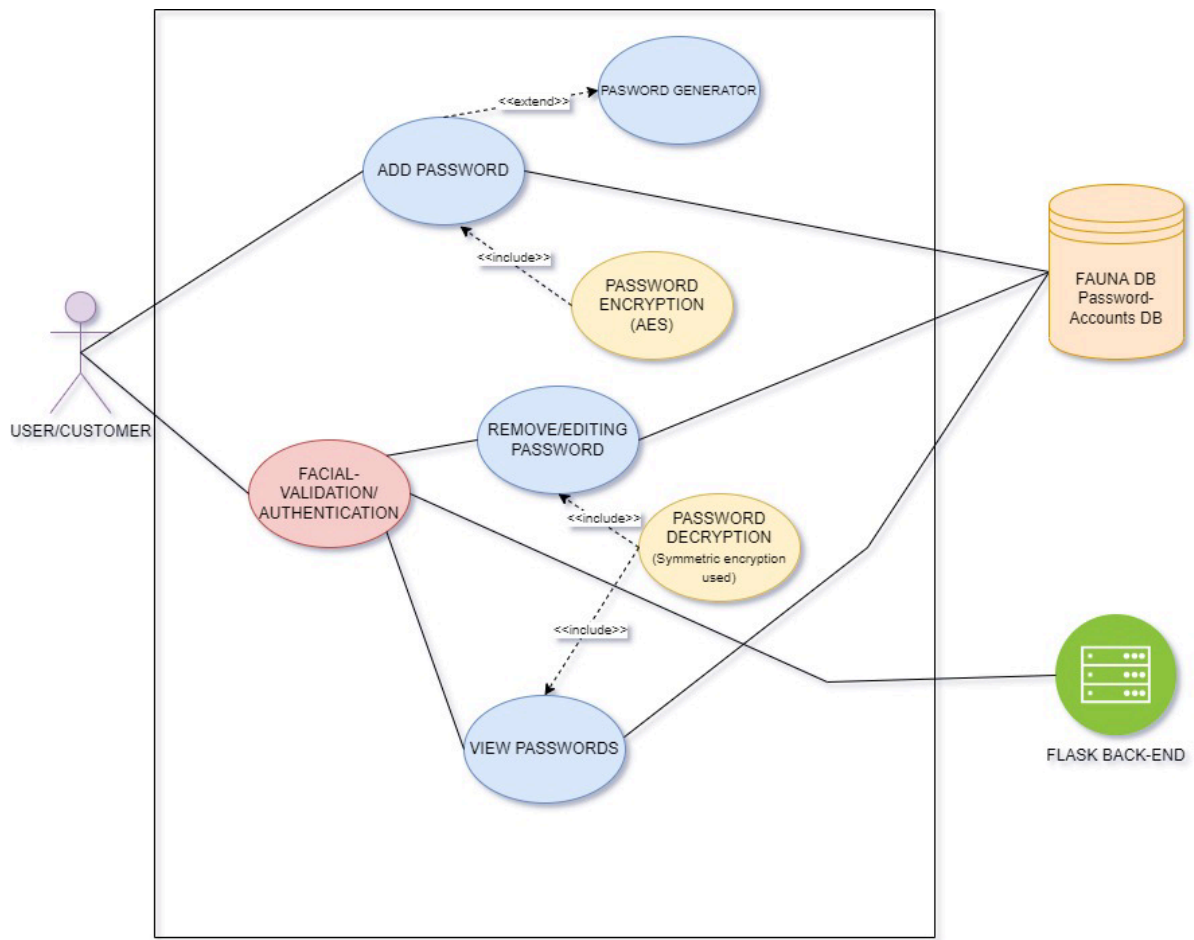 PASWORD GENERATOR
<<extend>>
ADD PASSWORD
<<include>>
PASSWORD
ENCRYPTION
(AES)
FAUNA DB
Password-
Accounts DB
USER/CUSTOMER
REMOVE/EDITING
PASSWORD
FACIAL-
VALIDATION/
AUTHENTICATION
<<include>>
PASSWORD
DECRYPTION
(Symmetric encryption
used)
<<include>>
VIEW PASSWORDS
FLASK BACK-END